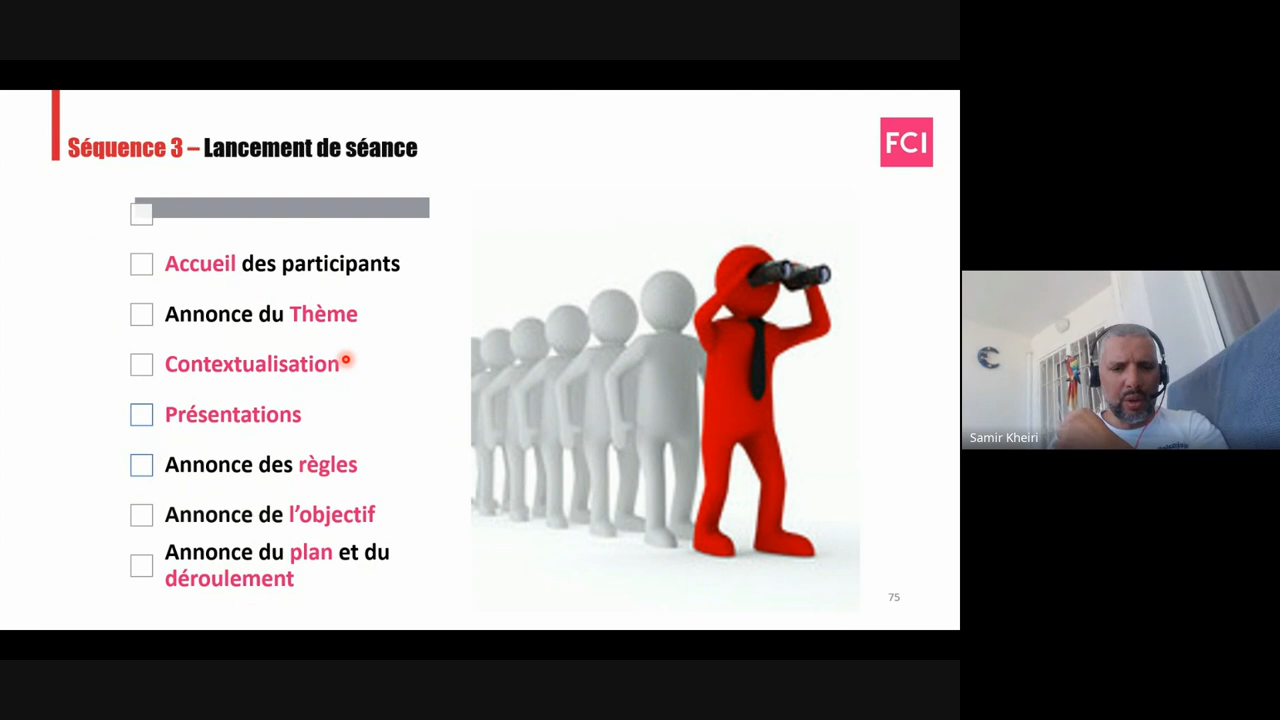 Séquence 3 – Lancement de séance
FCI
Accueil des participants
Annonce du Thème
Contextualisation
Présentations
Annonce des règles
Annonce de l'objectif
Annonce du plan et du
déroulement
75
Samir Kheiri